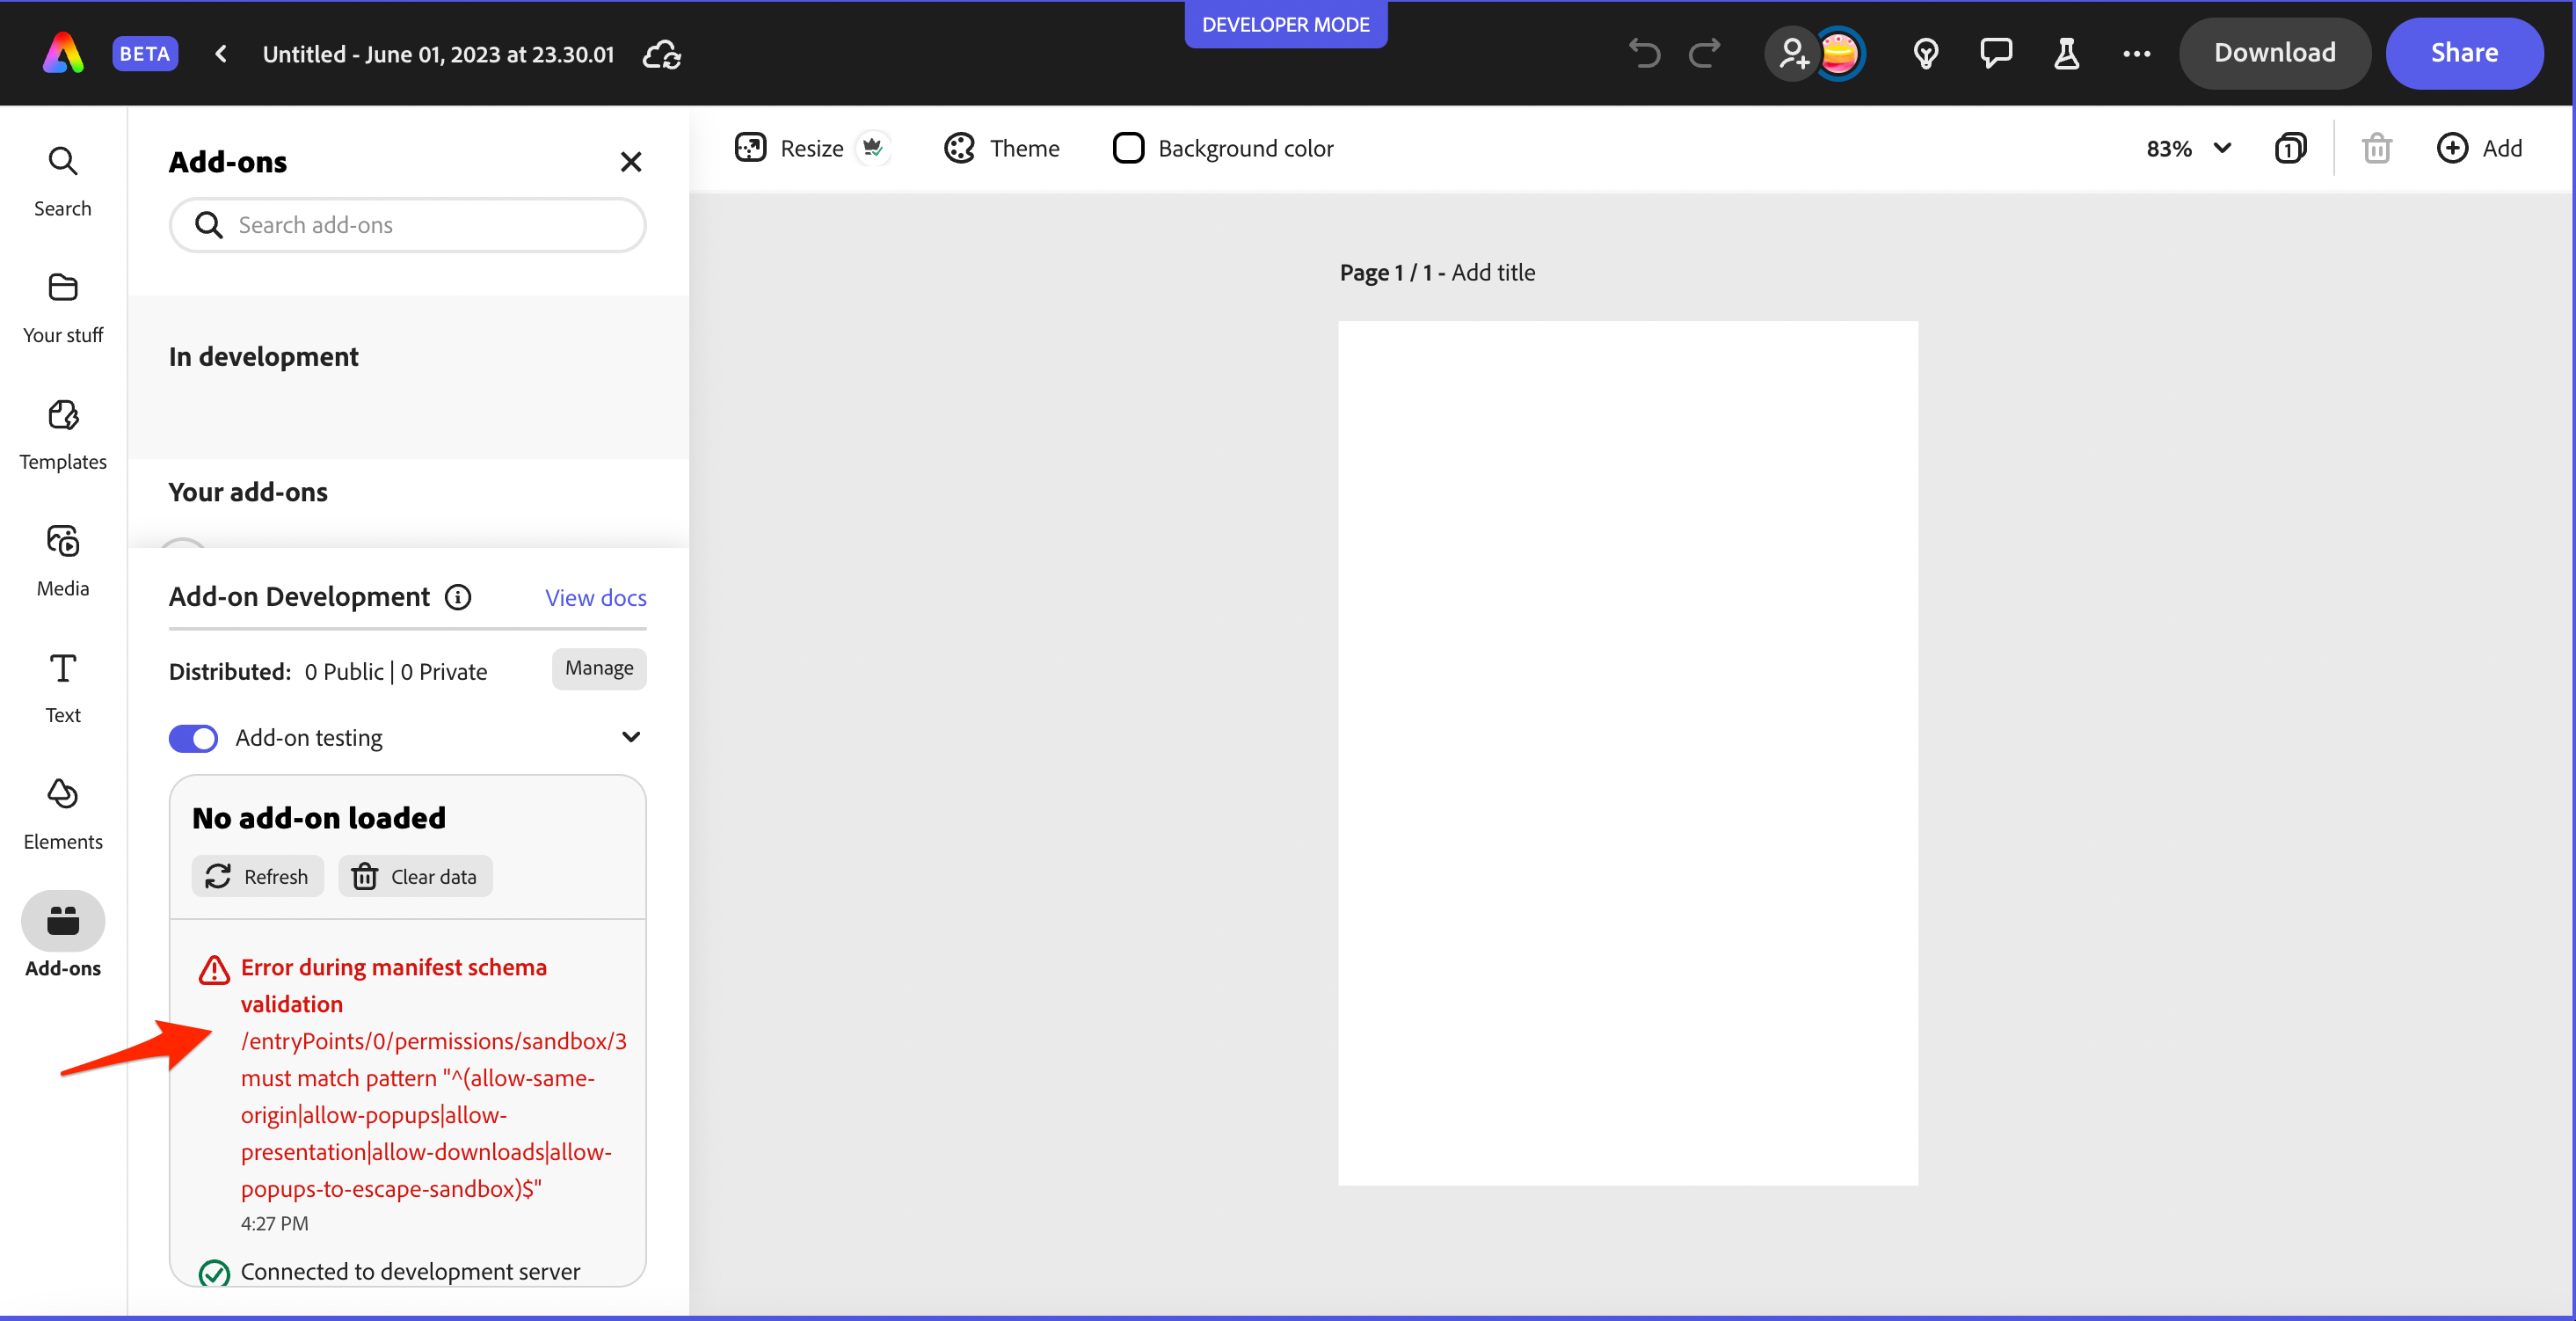 DEVELOPER MODE
BETA
Untitled - June 01, 2023 at 23.30.01
Download
Share
Search
Your stuff
Templates
Media
Text
Elements
Add-ons
Add-ons
Search add-ons
In development
Your add-ons
Add-on Development
View docs
Distributed: 0 Public | 0 Private
Manage
Add-on testing
No add-on loaded
Refresh
Clear data
Error during manifest schema
validation
/entryPoints/0/permissions/sandbox/3
must match pattern "^(allow-same-
origin|allow-popups|allow-
presentation|allow-downloads|allow-
popups-to-escape-sandbox)$"
4:27 PM
Connected to development server
Resize
Theme
Background color
83%
1
Add
Page 1 / 1 - Add title